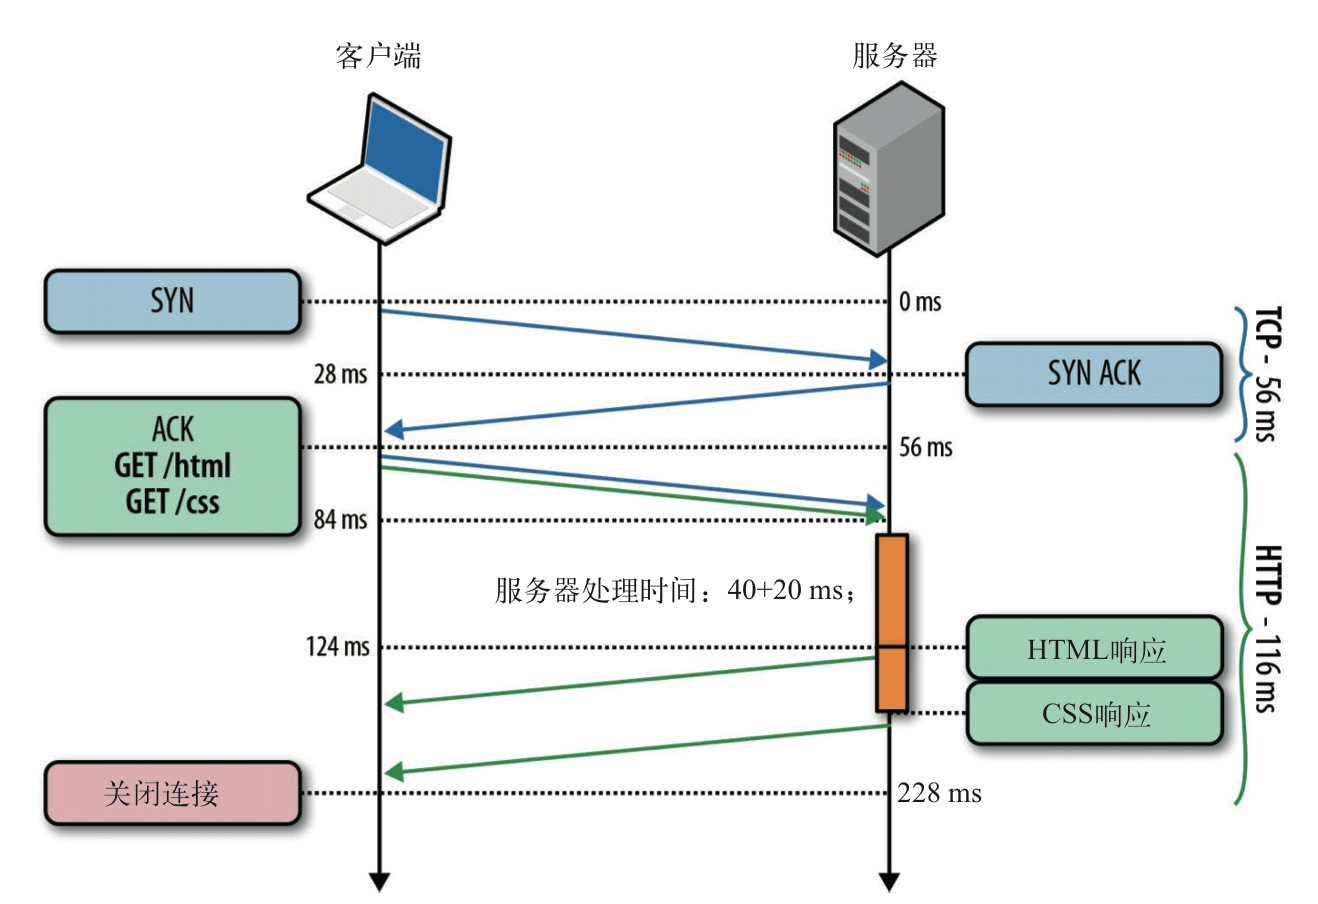 客户端
服务器
SYN
0 ms
28 ms
SYN ACK
TCP - 56 ms
ACK
GET /html
GET /css
56 ms
84 ms
服务器处理时间：40+20 ms；
HTTP - 116 ms
124 ms
HTML响应
CSS响应
关闭连接
228 ms